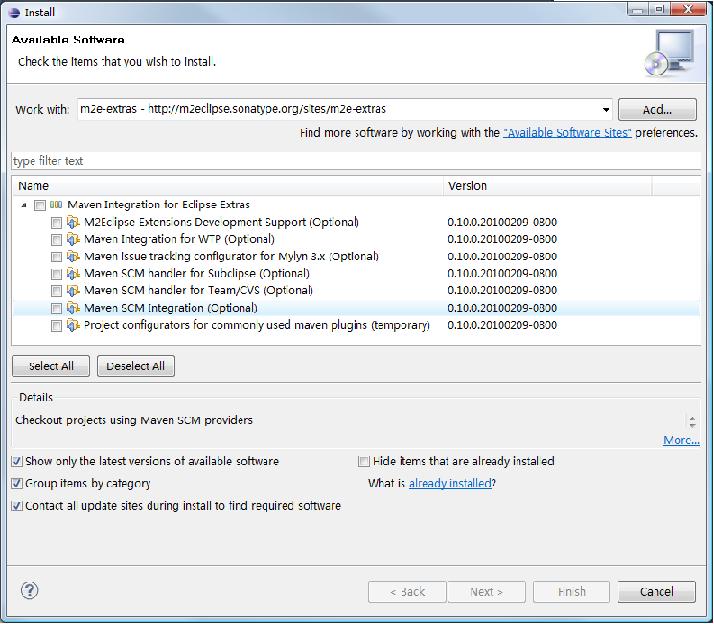 Install
Available Software
Check the items that you wish to install.
Work with: m2e-extras - http://m2eclipse.sonatype.org/sites/m2e-extras Add...
Find more software by working with the "Available Software Sites" preferences.
type filter text
Name Version
Maven Integration for Eclipse Extras
M2Eclipse Extensions Development Support (Optional) 0.10.0.20100209-0800
Maven Integration for WTP (Optional) 0.10.0.20100209-0800
Maven issue tracking configurator for Mylyn 3.x (Optional) 0.10.0.20100209-0800
Maven SCM handler for Subclipse (Optional) 0.10.0.20100209-0800
Maven SCM handler for Team/CVS (Optional) 0.10.0.20100209-0800
Maven SCM Integration (Optional) 0.10.0.20100209-0800
Project configurators for commonly used maven plugins (temporary) 0.10.0.20100209-0800
Select All Deselect All
Details
Checkout projects using Maven SCM providers
More...
Show only the latest versions of available software Hide items that are already installed
Group items by category What is already installed?
Contact all update sites during install to find required software
? < Back Next > Finish Cancel